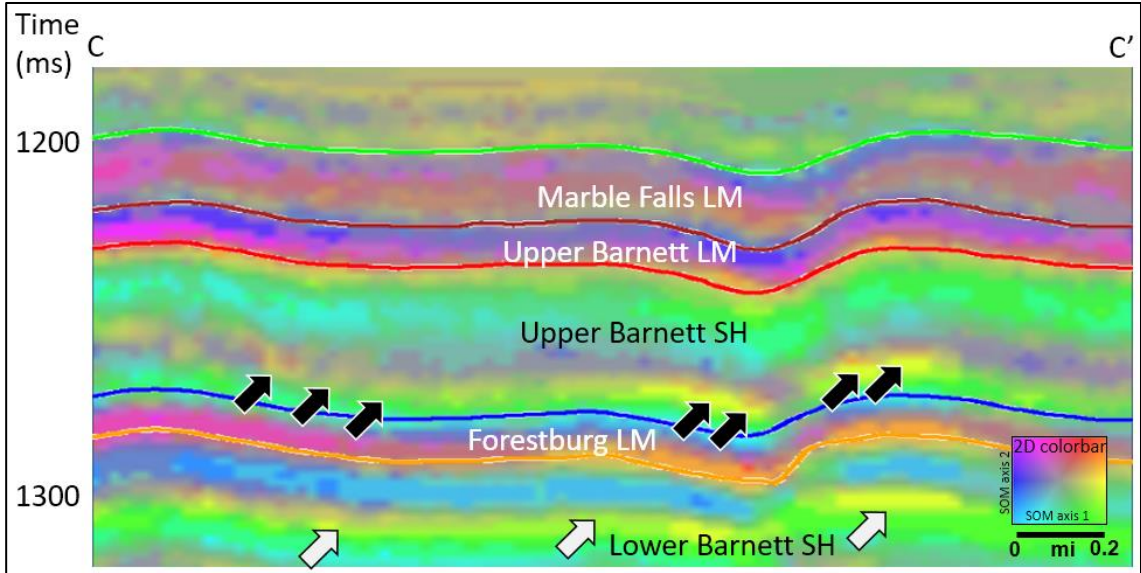 Time
(ms)
C
C’
1200
Marble Falls LM
Upper Barnett LM
Upper Barnett SH
Forestburg LM
1300
Lower Barnett SH
2D colorbar
SOM axis 2
SOM axis 1
0 mi 0.2